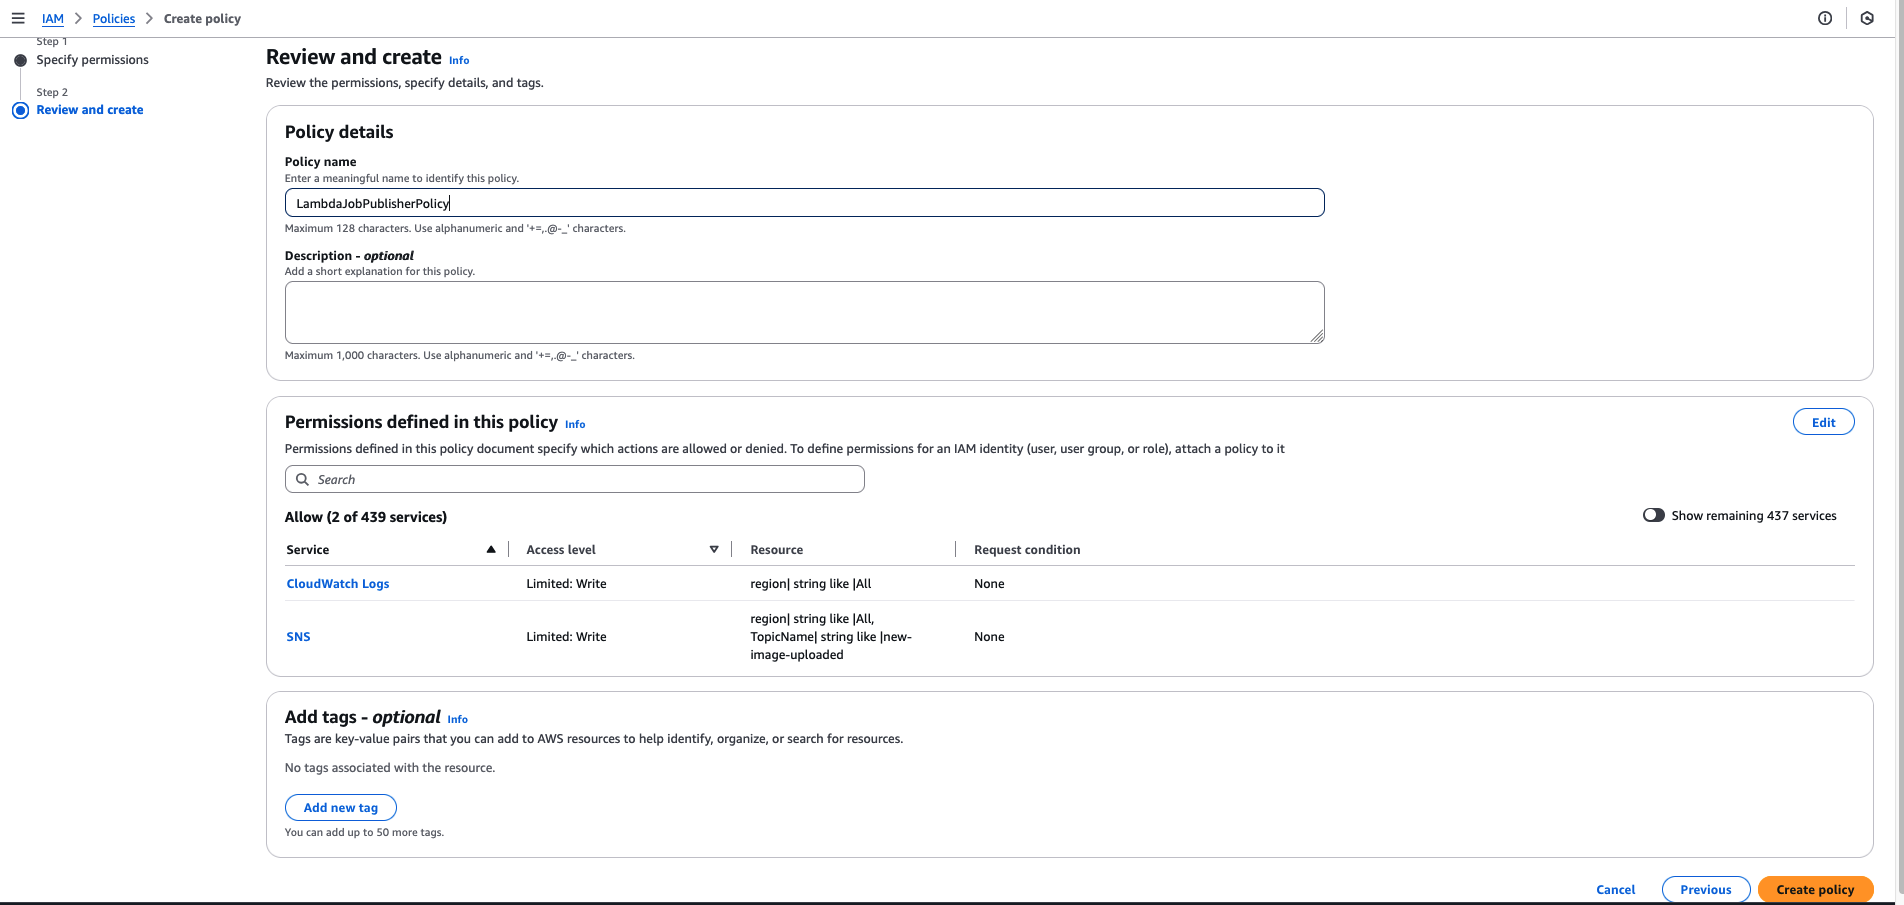 IAM > Policies > Create policy
Step 1
Specify permissions
Step 2
Review and create
Review and create Info
Review the permissions, specify details, and tags.
Policy details
Policy name
Enter a meaningful name to identify this policy.
LambdaJobPublisherPolicy
Maximum 128 characters. Use alphanumeric and '+=,.@-_' characters.
Description - optional
Add a short explanation for this policy.
Maximum 1,000 characters. Use alphanumeric and '+=,.@-_' characters.
Permissions defined in this policy Info
Edit
Permissions defined in this policy document specify which actions are allowed or denied. To define permissions for an IAM identity (user, user group, or role), attach a policy to it
Search
Allow (2 of 439 services)
Show remaining 437 services
Service Access level Resource Request condition
CloudWatch Logs Limited: Write region| string like |All None
region| string like |All,
SNS Limited: Write TopicName| string like |new- None
image-uploaded
Add tags - optional Info
Tags are key-value pairs that you can add to AWS resources to help identify, organize, or search for resources.
No tags associated with the resource.
Add new tag
You can add up to 50 more tags.
Cancel Previous Create policy